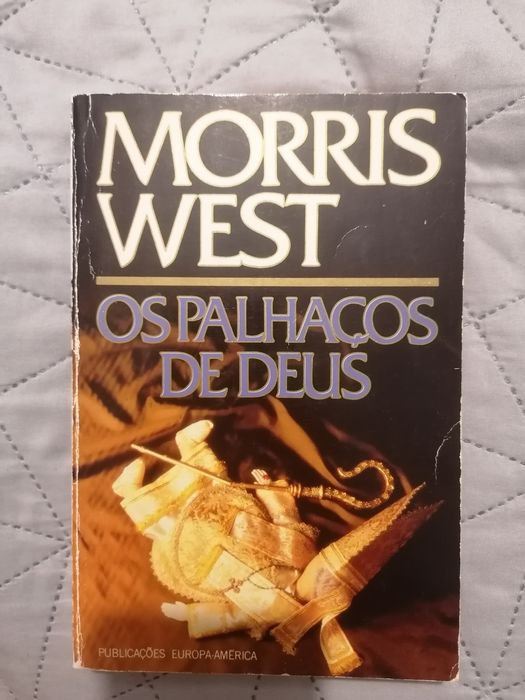 MORRIS
WEST
OS PALHAÇOS
DE DEUS
PUBLICAÇÕES EUROPA-AMÉRICA